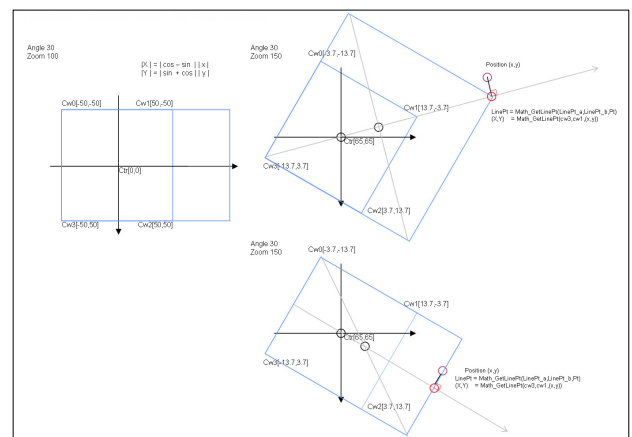 Angle 30
Zoom 100
|X | = | cos – sin | | x |
|Y | = | sin + cos | | y |
Cw0[-50,-50]
Cw1[50,-50]
Ctr[0,0]
Cw3[-50,50]
Cw2[50,50]
Angle 30
Zoom 150
Cw0[-3.7,-13.7]
Position (x,y)
Cw1[13.7,-3.7]
LinePt = Math_GetLinePt(LinePt_a,LinePt_b,Pt)
(X,Y) = Math_GetLinePt(cw3,cw1,(x,y))
Ctr[65,65]
Cw3[-13.7,3.7]
Cw2[3.7,13.7]
Angle 30
Zoom 150
Cw0[-3.7,-13.7]
Cw1[13.7,-3.7]
Ctr[65,65]
Cw3[-13.7,3.7]
Position (x,y)
LinePt = Math_GetLinePt(LinePt_a,LinePt_b,Pt)
(X,Y) = Math_GetLinePt(cw3,cw1,(x,y))
Cw2[3.7,13.7]